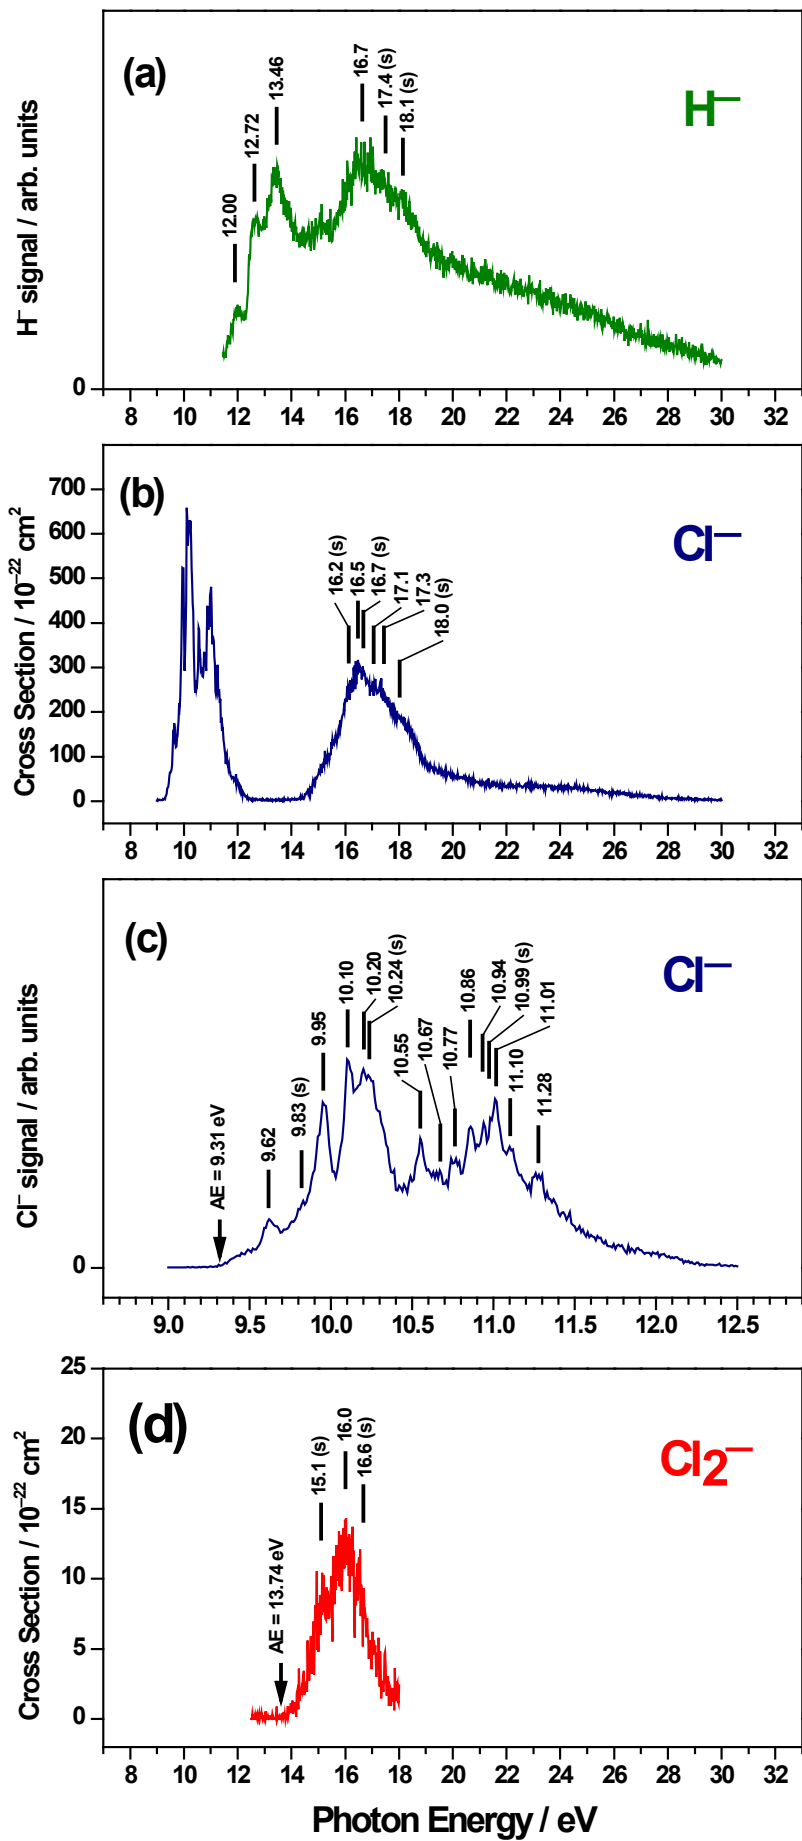 (a)
H⁻
12.00
12.72
13.46
16.7
17.4 (s)
18.1 (s)
H⁻ signal / arb. units
0
8 10 12 14 16 18 20 22 24 26 28 30 32
(b)
Cl⁻
16.2 (s)
16.5
16.7 (s)
17.1
17.3
18.0 (s)
Cross Section / 10⁻²² cm²
700
600
500
400
300
200
100
0
8 10 12 14 16 18 20 22 24 26 28 30 32
(c)
Cl⁻
AE = 9.31 eV
9.62
9.83 (s)
9.95
10.10
10.20
10.24 (s)
10.55
10.67
10.77
10.86
10.94
10.99 (s)
11.01
11.10
11.28
Cl⁻ signal / arb. units
0
9.0 9.5 10.0 10.5 11.0 11.5 12.0 12.5
(d)
Cl2⁻
AE = 13.74 eV
15.1 (s)
16.0
16.6 (s)
Cross Section / 10⁻²² cm²
25
20
15
10
5
0
8 10 12 14 16 18 20 22 24 26 28 30 32
Photon Energy / eV